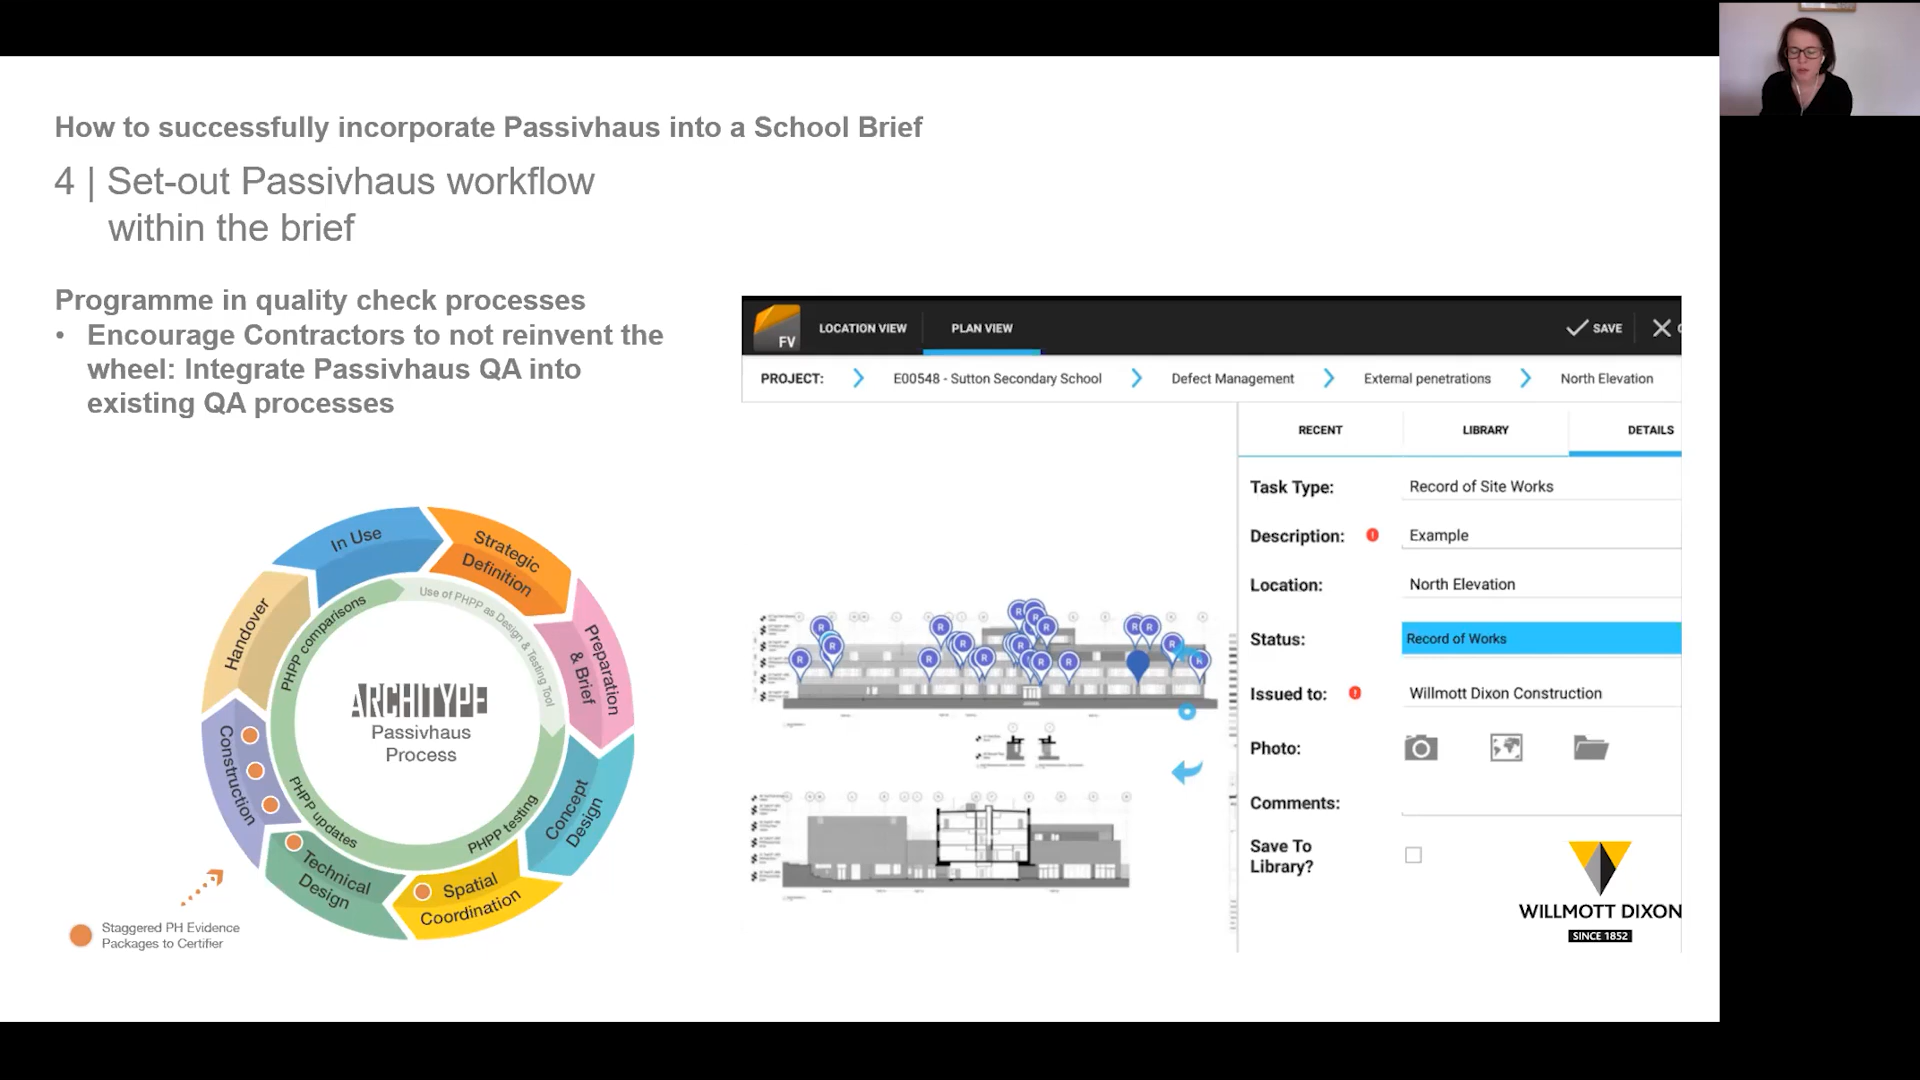 How to successfully incorporate Passivhaus into a School Brief
4 | Set-out Passivhaus workflow
within the brief
Programme in quality check processes
• Encourage Contractors to not reinvent the
wheel: Integrate Passivhaus QA into
existing QA processes
In Use
Strategic
Definition
Preparation
& Brief
Concept
Design
Spatial
Coordination
Technical
Design
Construction
Handover
PHPP comparisons
Use of PHPP as Design & Testing Tool
PHPP testing
PHPP updates
ARCHITYPE
Passivhaus
Process
Staggered PH Evidence
Packages to Certifier
FV
LOCATION VIEW
PLAN VIEW
SAVE
PROJECT:
E00548 - Sutton Secondary School
Defect Management
External penetrations
North Elevation
RECENT
LIBRARY
DETAILS
Task Type: Record of Site Works
Description: Example
Location: North Elevation
Status: Record of Works
Issued to: Willmott Dixon Construction
Photo:
Comments:
Save To
Library?
WILLMOTT DIXON
SINCE 1852